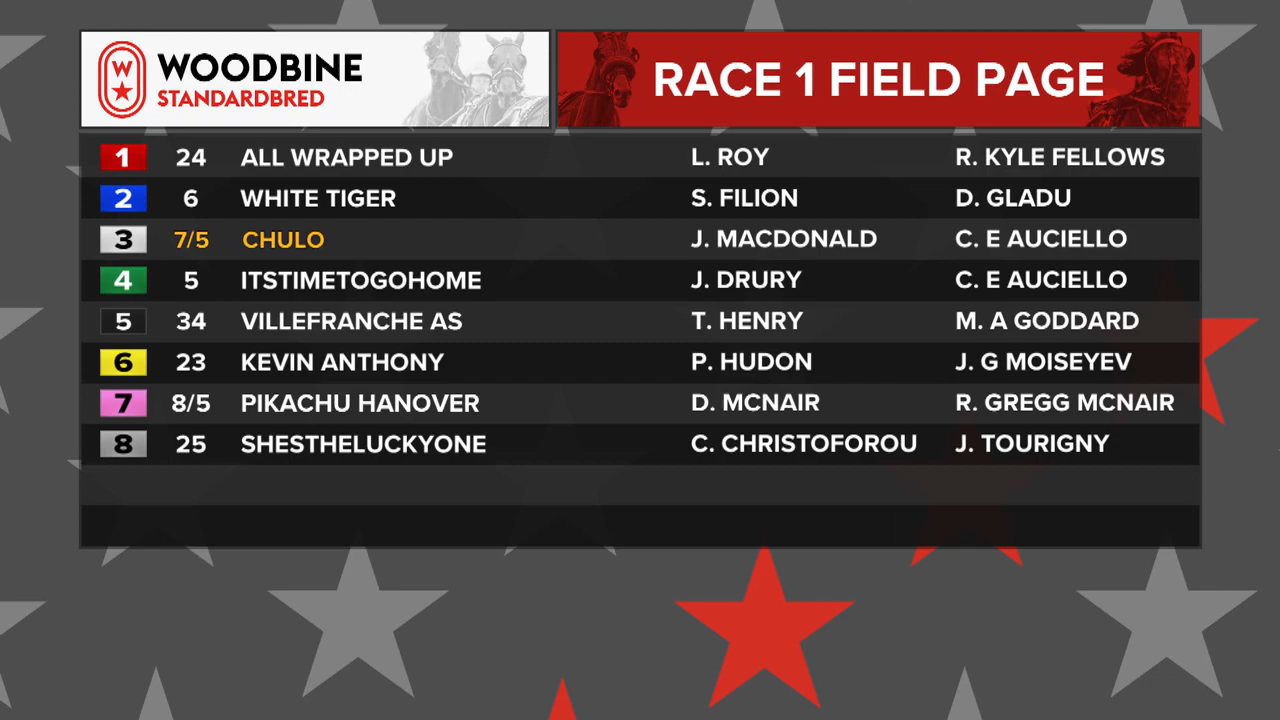 W
WOODBINE
STANDARDBRED
RACE 1 FIELD PAGE
1 24 ALL WRAPPED UP L. ROY R. KYLE FELLOWS
2 6 WHITE TIGER S. FILION D. GLADU
3 7/5 CHULO J. MACDONALD C. E AUCIELLO
4 5 ITSTIMETOGOHOME J. DRURY C. E AUCIELLO
5 34 VILLEFRANCHE AS T. HENRY M. A GODDARD
6 23 KEVIN ANTHONY P. HUDON J. G MOISEYEV
7 8/5 PIKACHU HANOVER D. MCNAIR R. GREGG MCNAIR
8 25 SHESTHELUCKYONE C. CHRISTOFOROU J. TOURIGNY